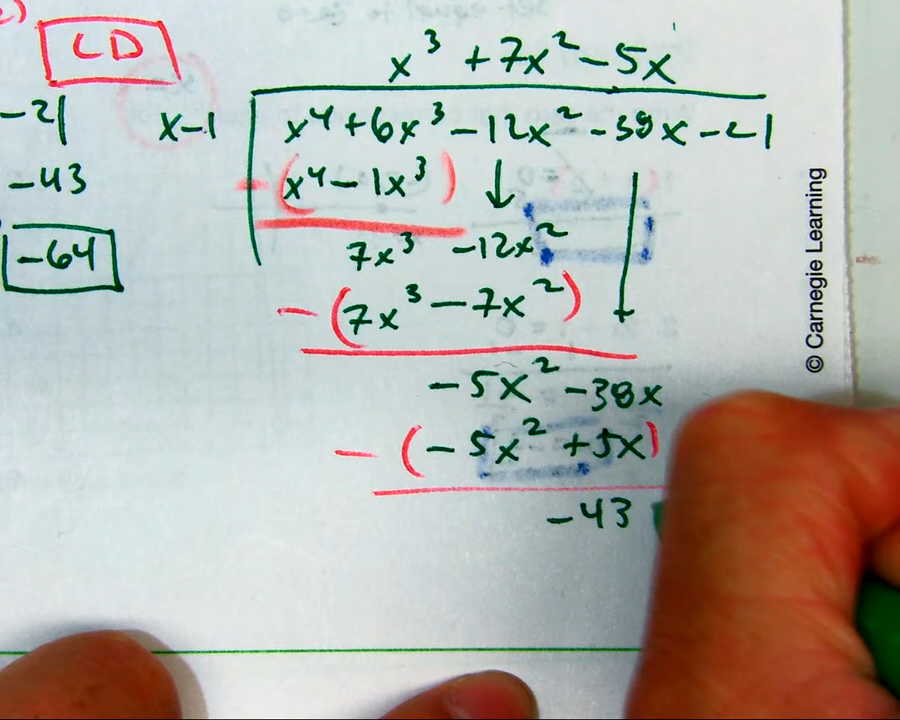 LD
x³ + 7x² - 5x
-21
x-1
x⁴ + 6x³ - 12x² - 38x - 21
-43
-(x⁴ - 1x³)
-64
7x³ - 12x²
-(7x³ - 7x²)
-5x² - 38x
-(-5x² + 5x)
-43
© Carnegie Learning